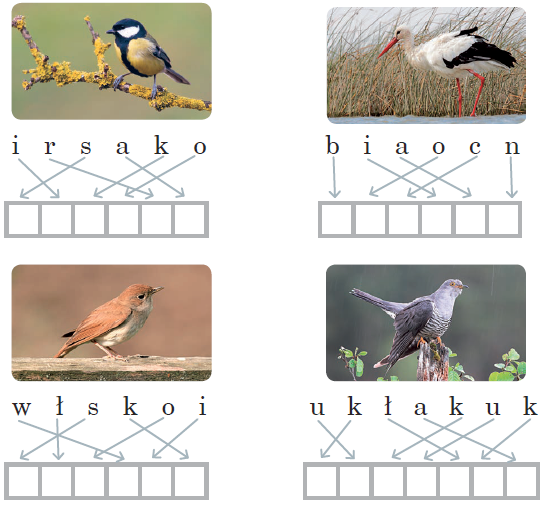 i r s a k o
b i a o c n
w ł s k o i
u k ł a k u k